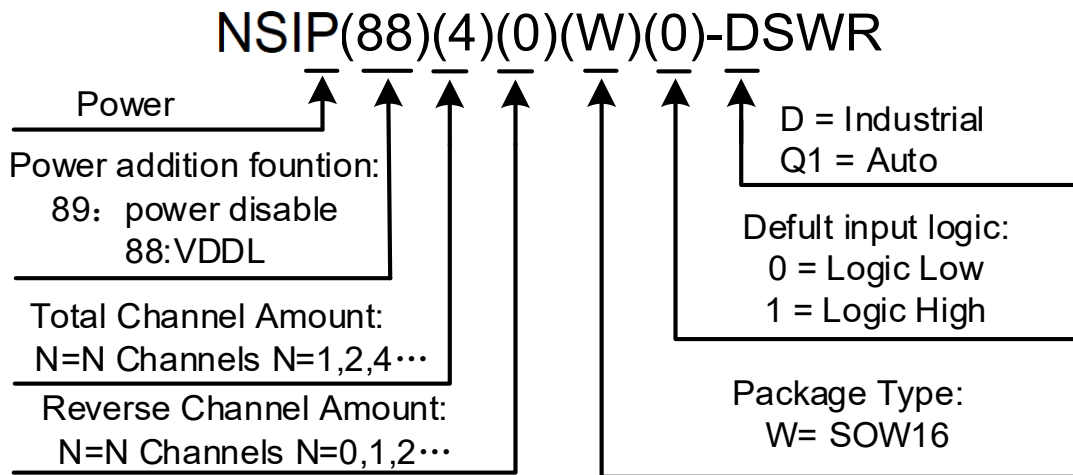 NSIP(88)(4)(0)(W)(0)-DSWR
Power
Power addition fountion:
89：power disable
88:VDDL
Total Channel Amount:
N=N Channels N=1,2,4⋯
Reverse Channel Amount:
N=N Channels N=0,1,2⋯
D = Industrial
Q1 = Auto
Defult input logic:
0 = Logic Low
1 = Logic High
Package Type:
W= SOW16